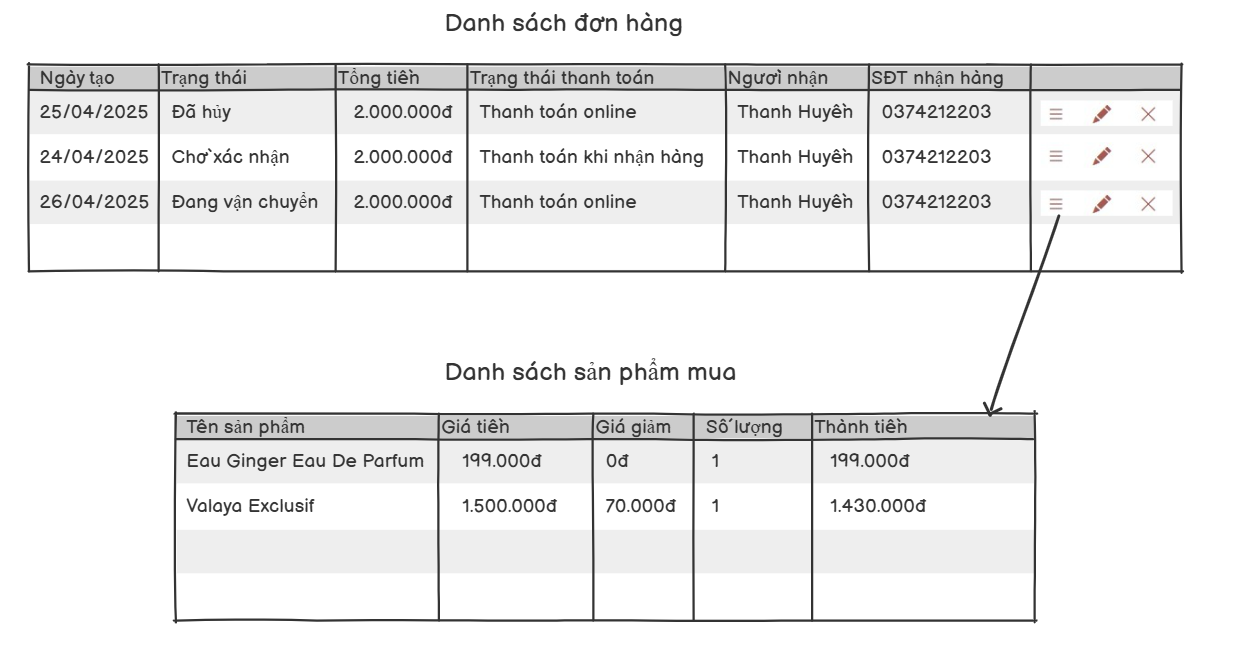 Danh sách đơn hàng
Ngày tạo Trạng thái Tổng tiền Trạng thái thanh toán Người nhận SĐT nhận hàng
25/04/2025 Đã hủy 2.000.000đ Thanh toán online Thanh Huyền 0374212203
24/04/2025 Chờ xác nhận 2.000.000đ Thanh toán khi nhận hàng Thanh Huyền 0374212203
26/04/2025 Đang vận chuyển 2.000.000đ Thanh toán online Thanh Huyền 0374212203
Danh sách sản phẩm mua
Tên sản phẩm Giá tiền Giá giảm Số lượng Thành tiền
Eau Ginger Eau De Parfum 199.000đ 0đ 1 199.000đ
Valaya Exclusif 1.500.000đ 70.000đ 1 1.430.000đ